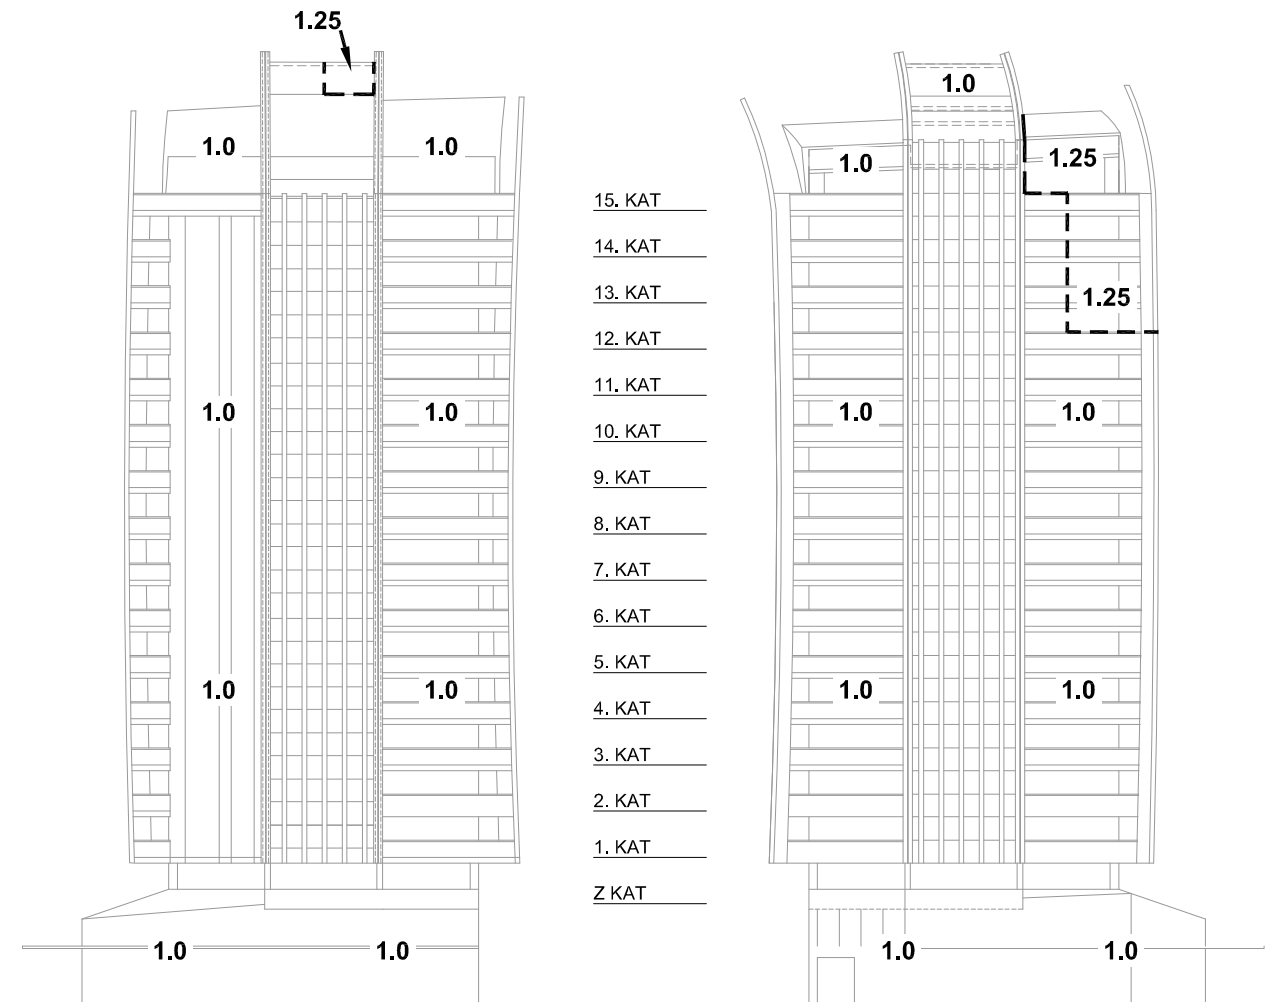 1.25
1.0
1.0 1.0 1.0 1.25
15. KAT
14. KAT
13. KAT 1.25
12. KAT
11. KAT
1.0 1.0 1.0 1.0
10. KAT
9. KAT
8. KAT
7. KAT
6. KAT
5. KAT
1.0 1.0 1.0 1.0
4. KAT
3. KAT
2. KAT
1. KAT
Z KAT
1.0 1.0 1.0 1.0